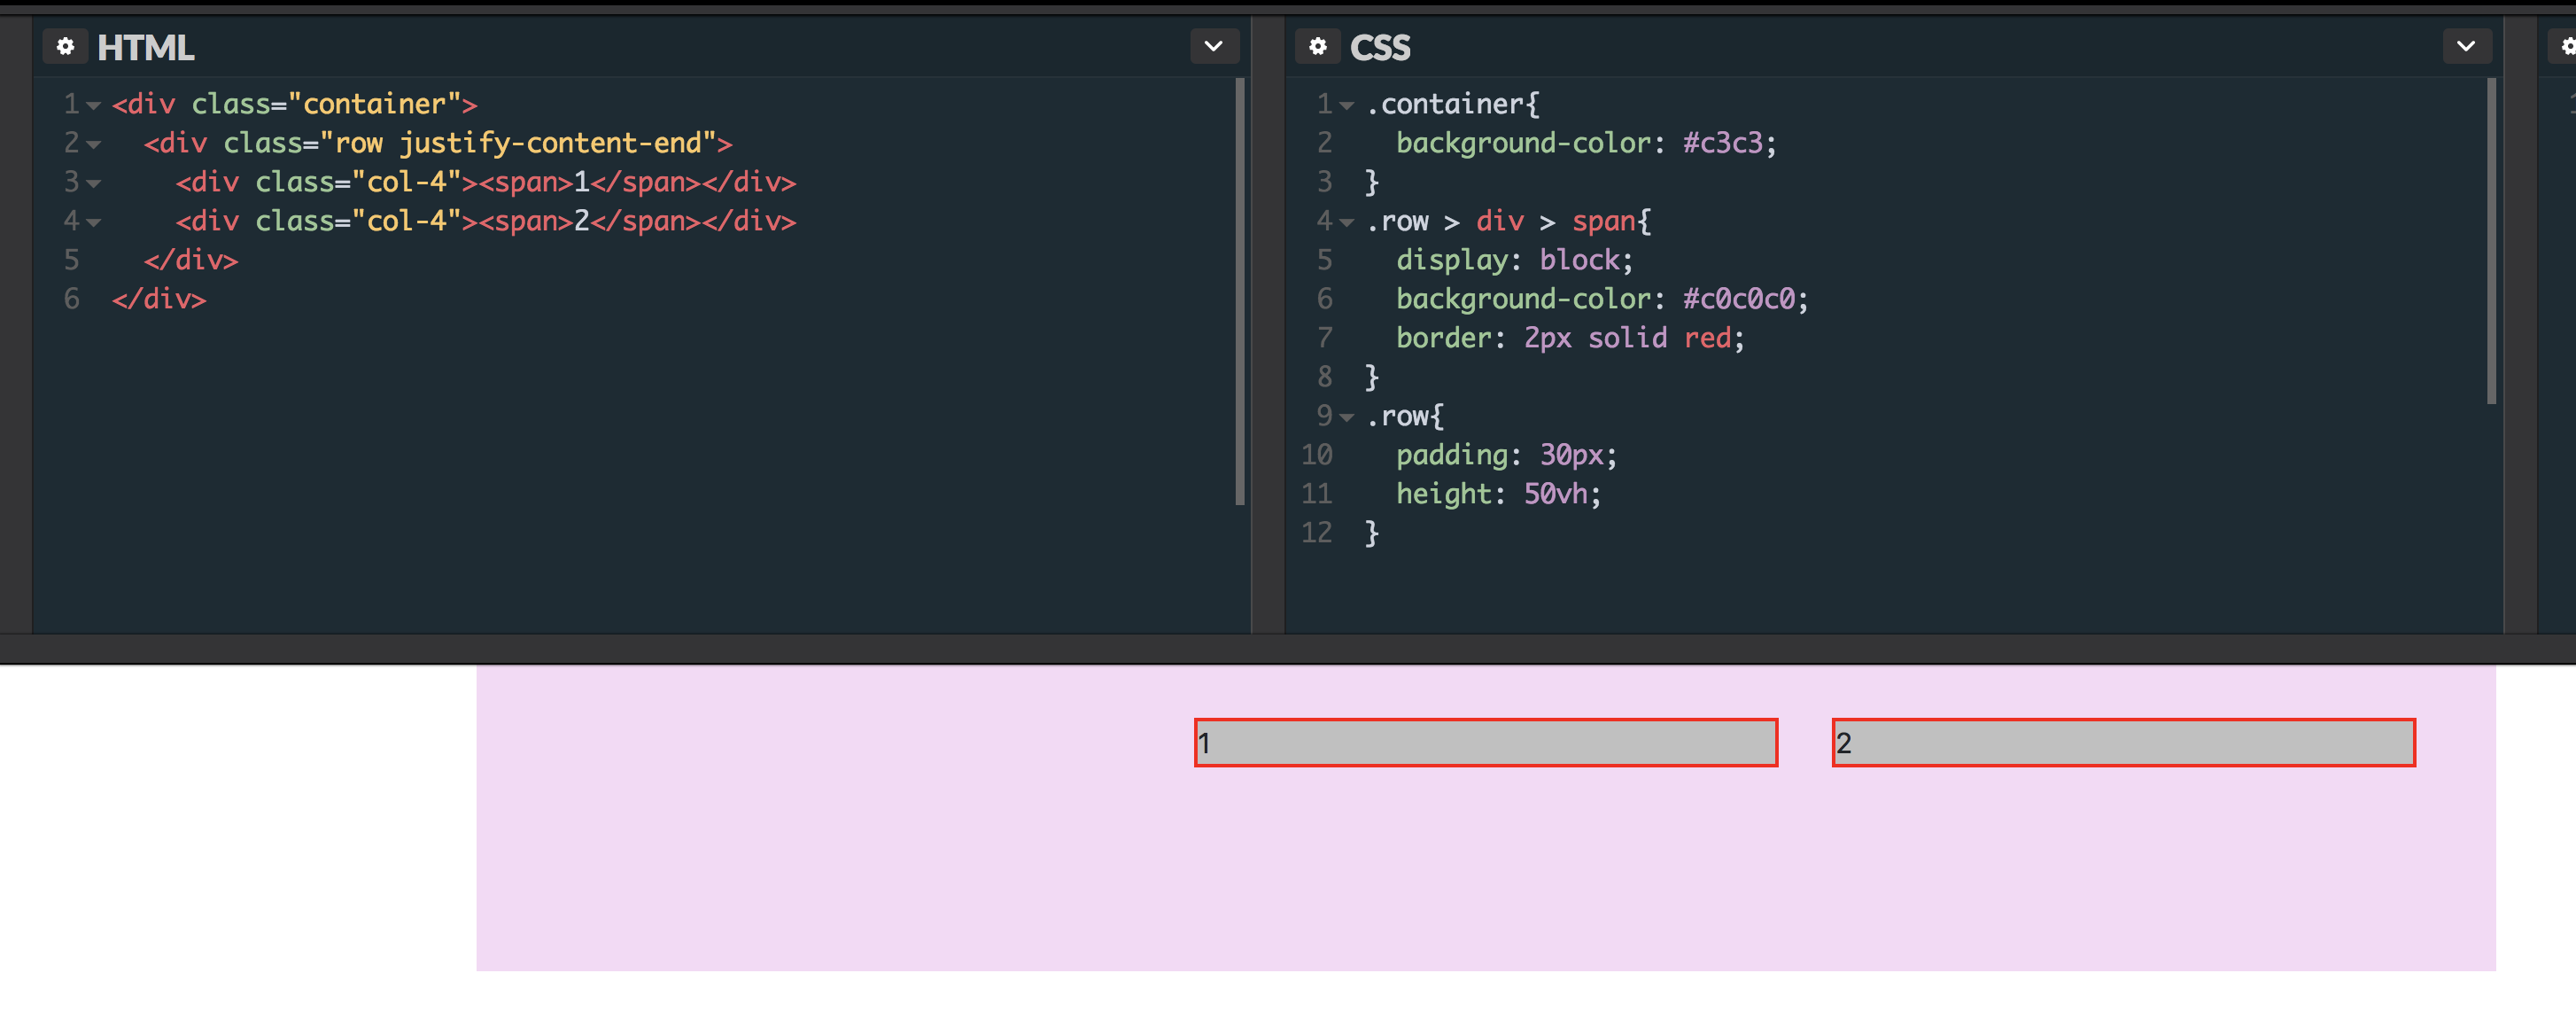 HTML
1 <div class="container">
2 <div class="row justify-content-end">
3 <div class="col-4"><span>1</span></div>
4 <div class="col-4"><span>2</span></div>
5 </div>
6 </div>
CSS
1 .container{
2 background-color: #c3c3;
3 }
4 .row > div > span{
5 display: block;
6 background-color: #c0c0c0;
7 border: 2px solid red;
8 }
9 .row{
10 padding: 30px;
11 height: 50vh;
12 }
1
2